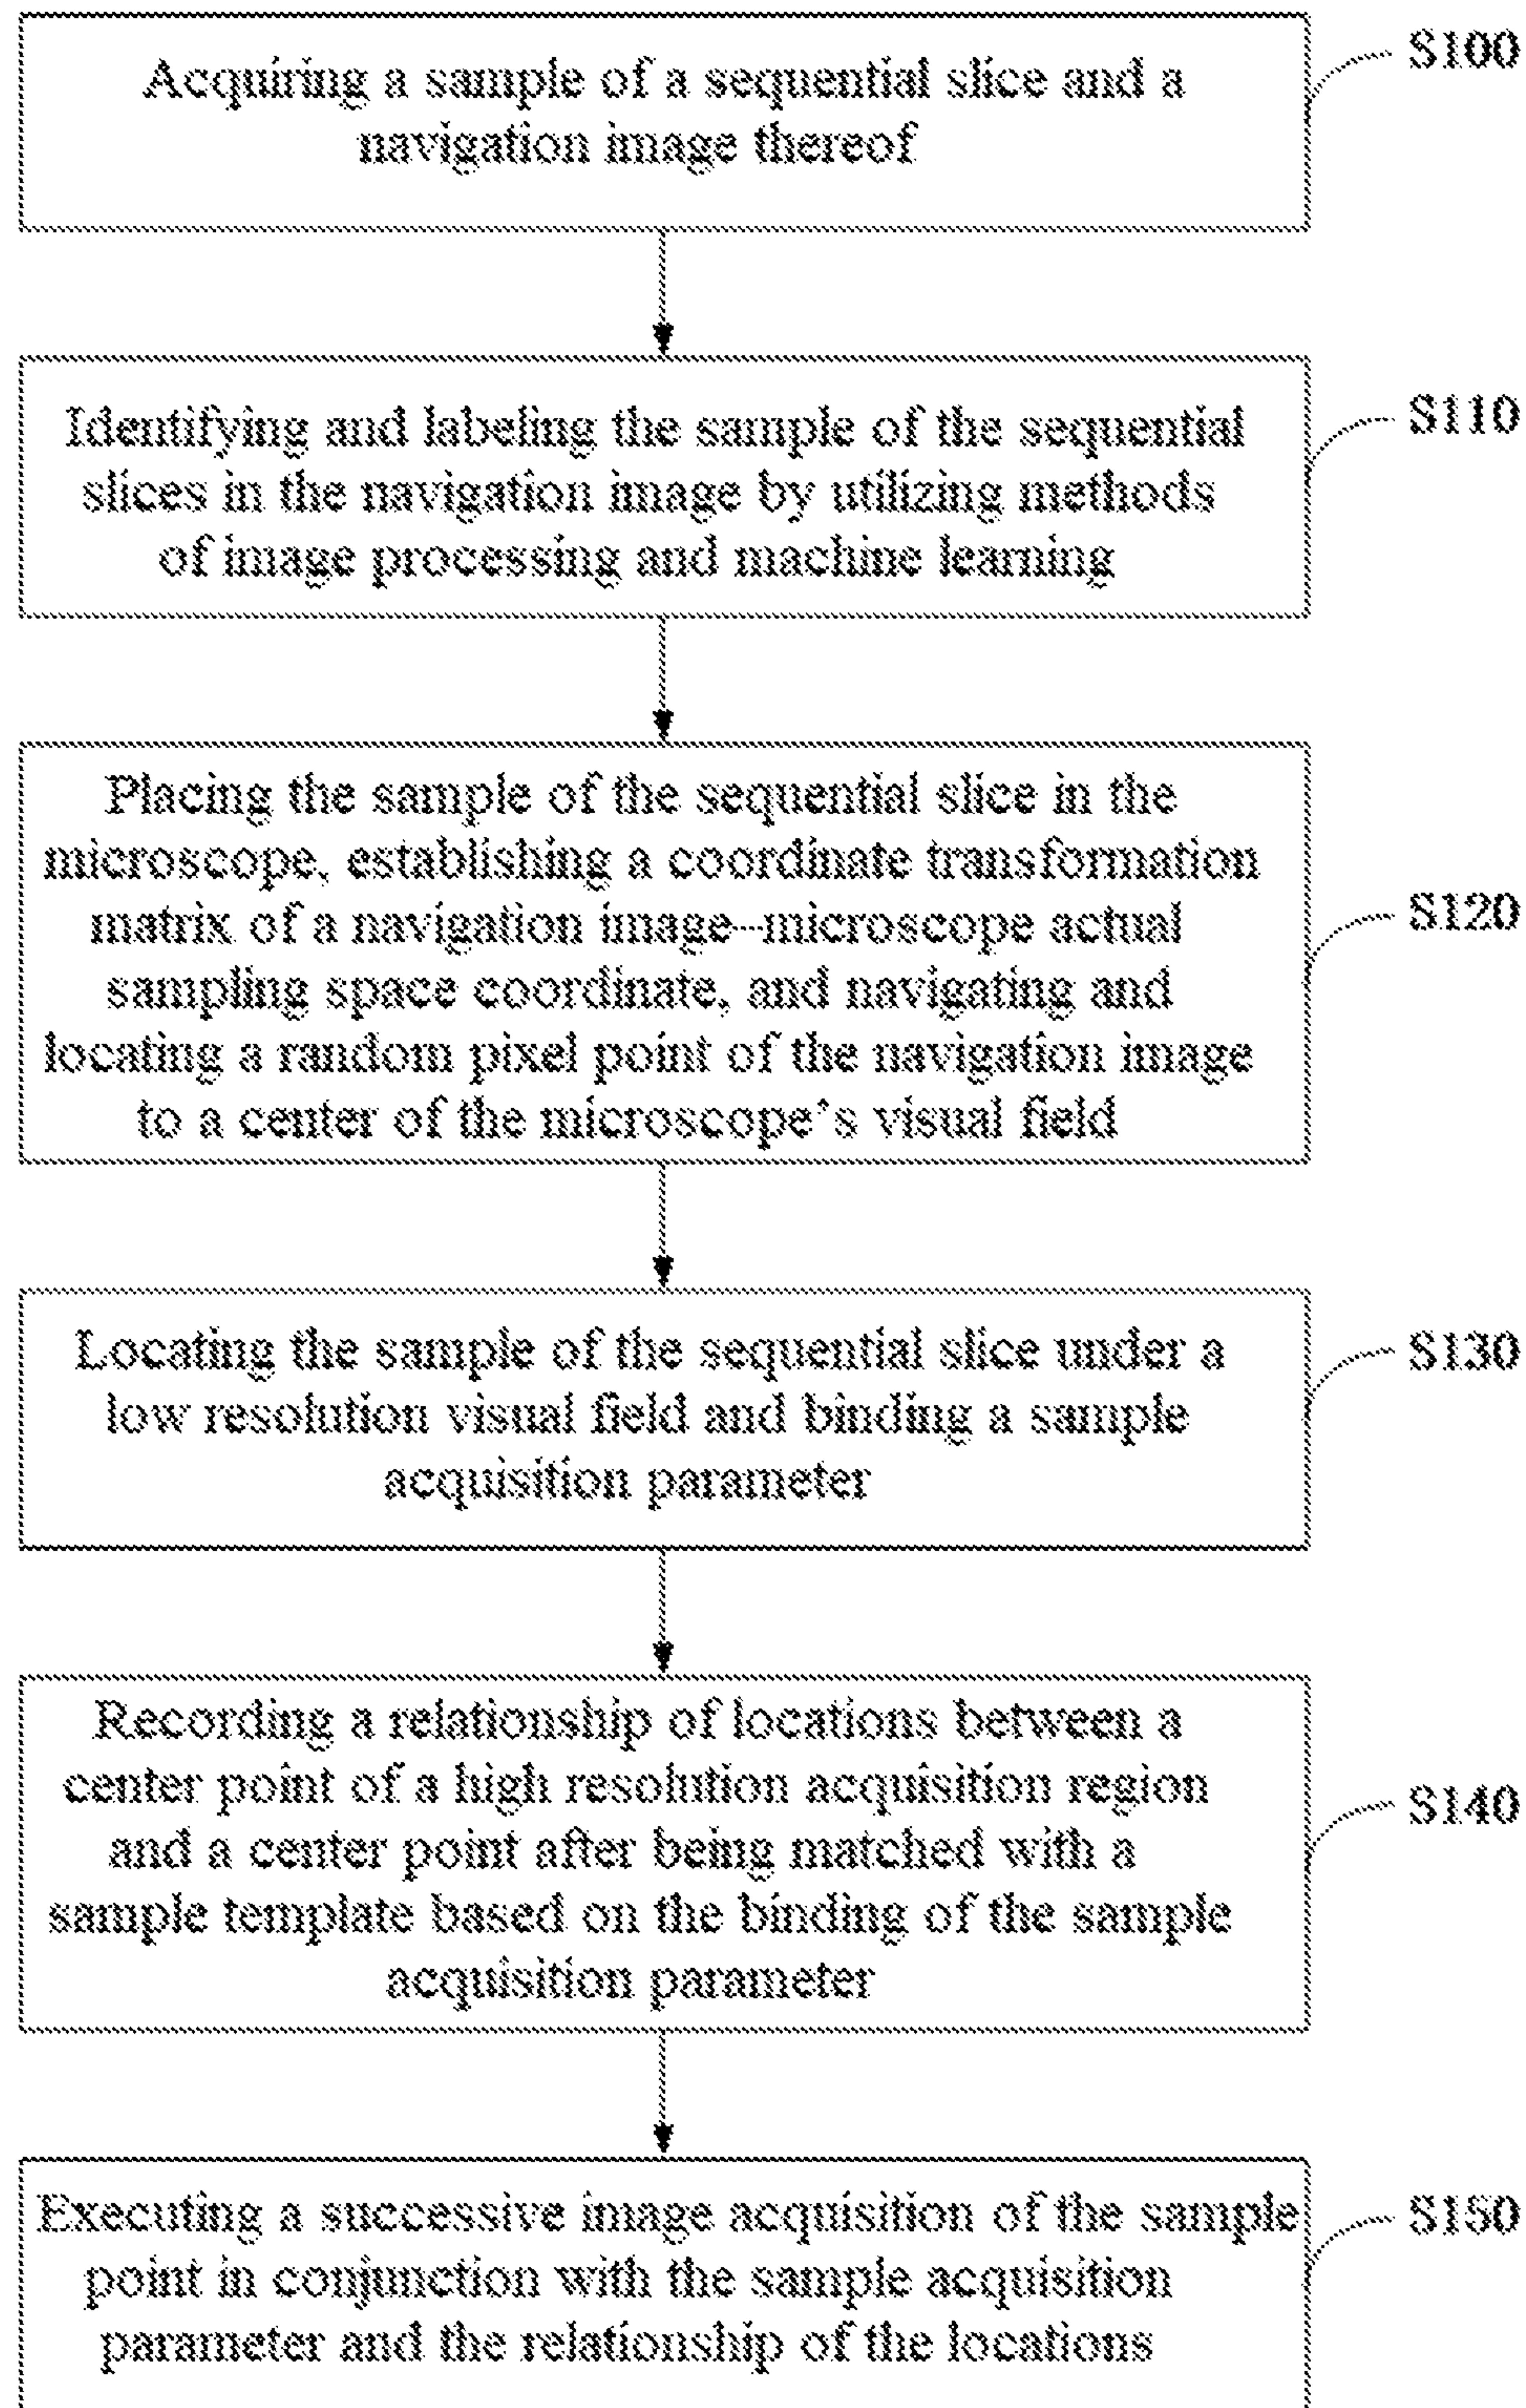 Acquiring a sample of a sequential slice and a
navigation image thereof
S100
Identifying and labeling the sample of the sequential
slices in the navigation image by utilizing methods
of image processing and machine learning
S110
Placing the sample of the sequential slice in the
microscope, establishing a coordinate transformation
matrix of a navigation image--microscope actual
sampling space coordinate, and navigating and
locating a random pixel point of the navigation image
to a center of the microscope's visual field
S120
Locating the sample of the sequential slice under a
low resolution visual field and binding a sample
acquisition parameter
S130
Recording a relationship of locations between a
center point of a high resolution acquisition region
and a center point after being matched with a
sample template based on the binding of the sample
acquisition parameter
S140
Executing a successive image acquisition of the sample
point in conjunction with the sample acquisition
parameter and the relationship of the locations
S150